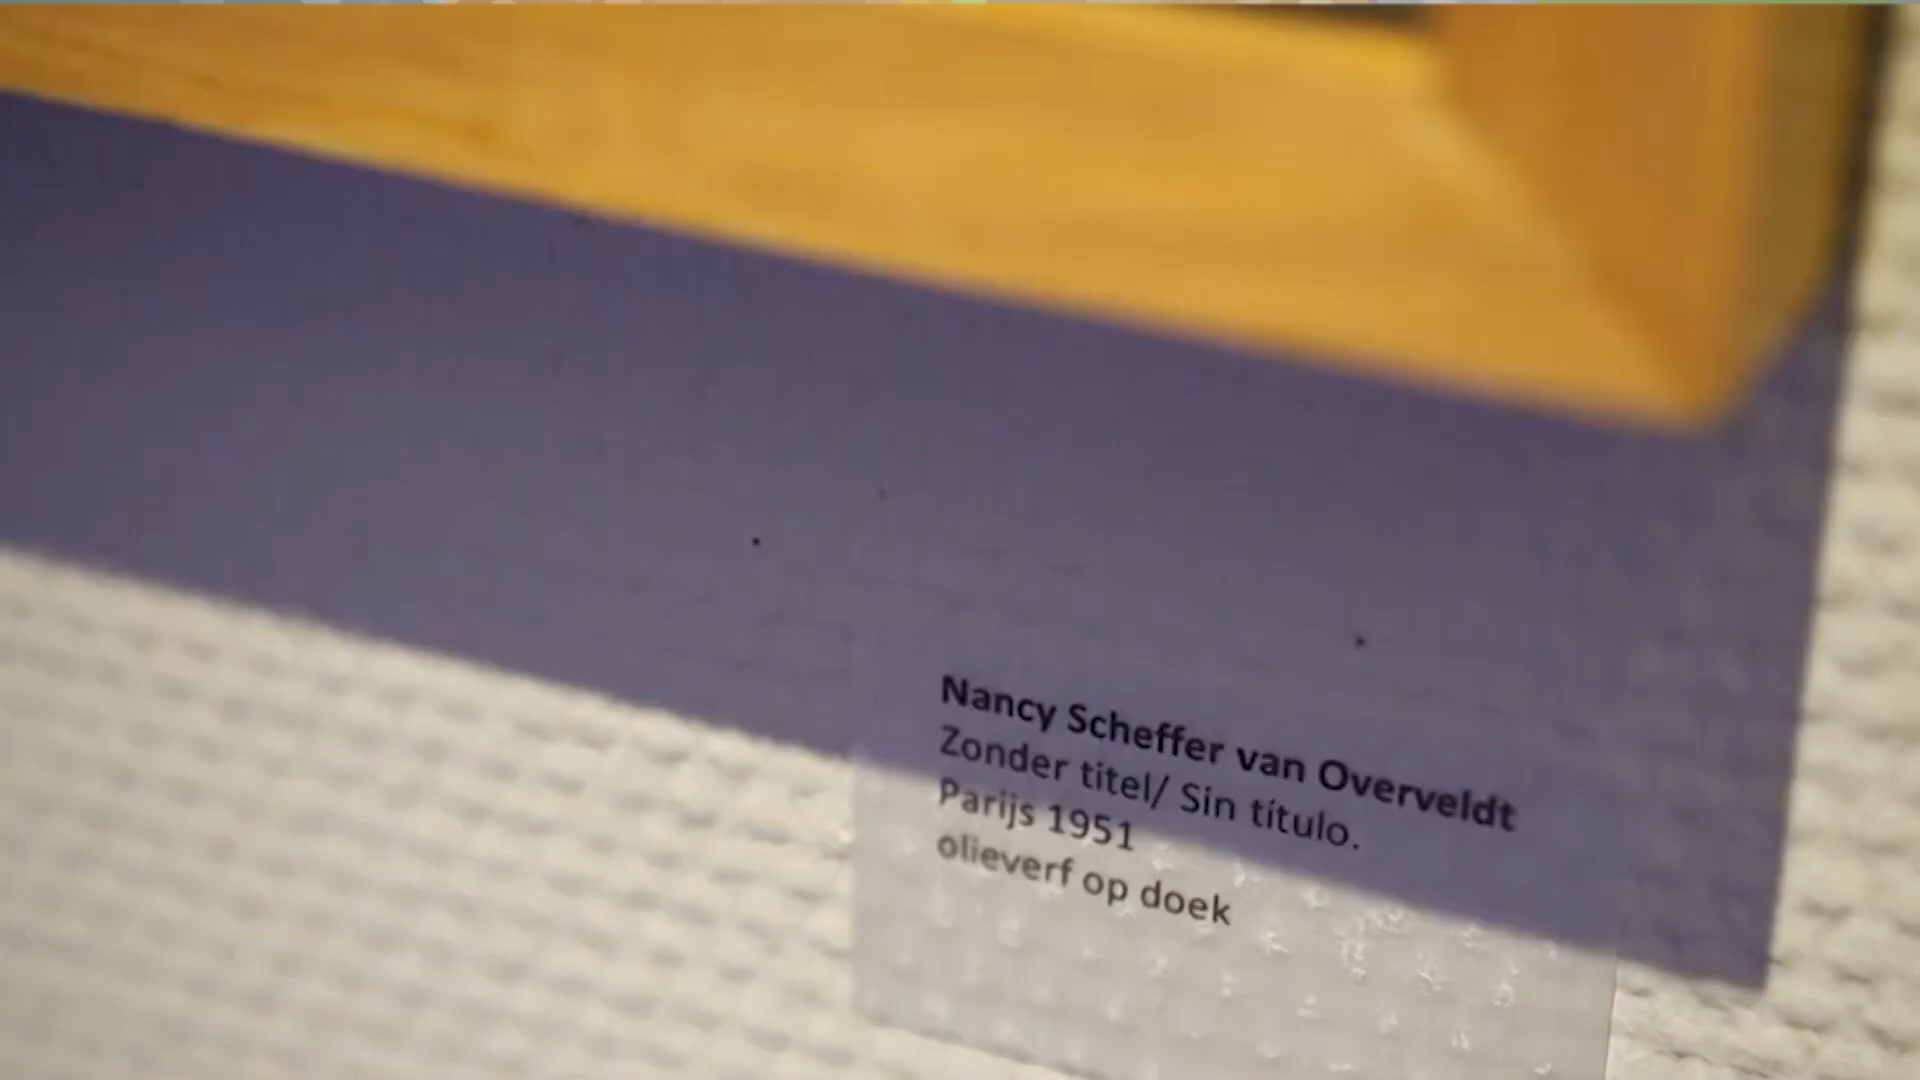 Nancy Scheffer van Overveldt
Zonder titel/ Sin título.
Parijs 1951
olieverf op doek